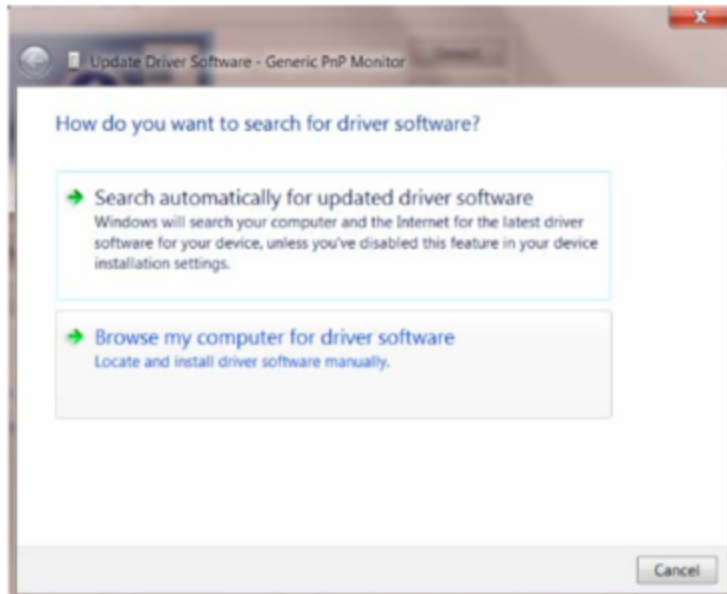 Update Driver Software - Generic PnP Monitor
How do you want to search for driver software?
Search automatically for updated driver software
Windows will search your computer and the Internet for the latest driver
software for your device, unless you've disabled this feature in your device
installation settings.
Browse my computer for driver software
Locate and install driver software manually.
Cancel